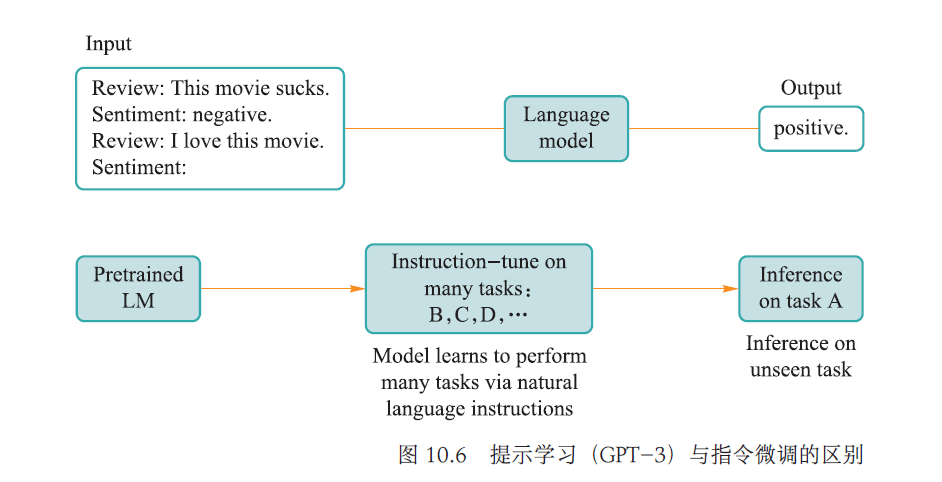 Input
Review: This movie sucks.
Sentiment: negative.
Review: I love this movie.
Sentiment:
Language
model
Output
positive.
Pretrained
LM
Instruction-tune on
many tasks:
B,C,D,…
Model learns to perform
many tasks via natural
language instructions
Inference
on task A
Inference on
unseen task
图 10.6 提示学习（GPT-3）与指令微调的区别